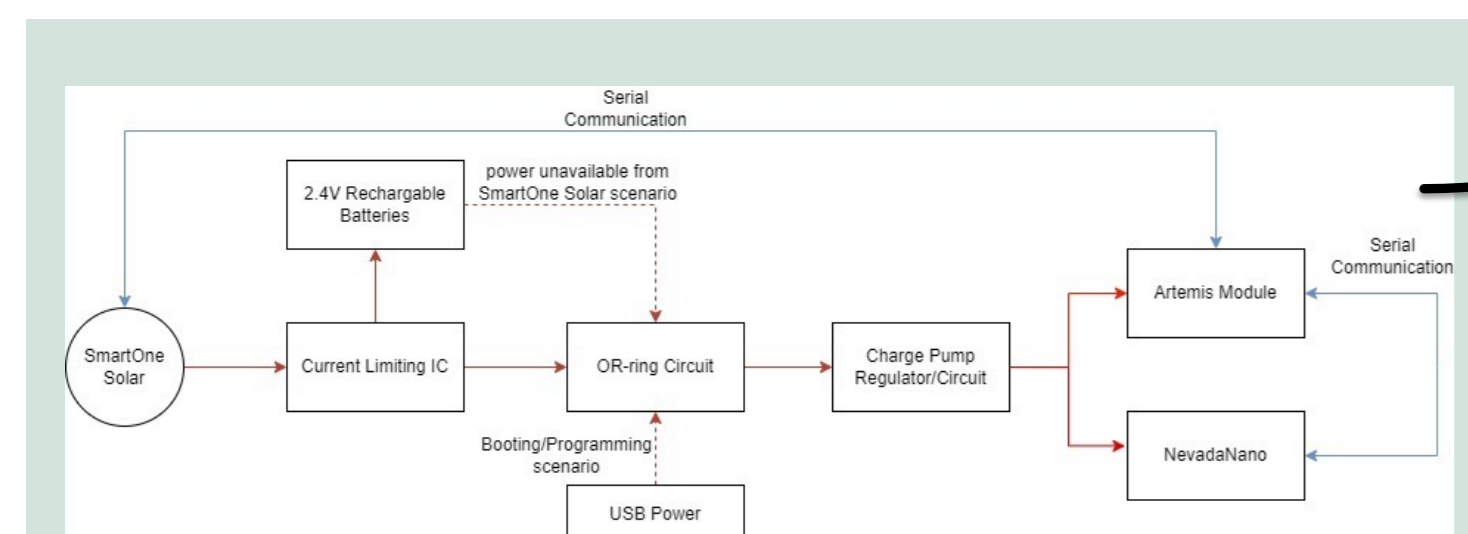 Serial
Communication
2.4V Rechargable
Batteries
power unavailable from
SmartOne Solar scenario
Serial
Communication
Artemis Module
SmartOne
Solar
Current Limiting IC
OR-ring Circuit
Charge Pump
Regulator/Circuit
Booting/Programming
scenario
NevadaNano
USB Power